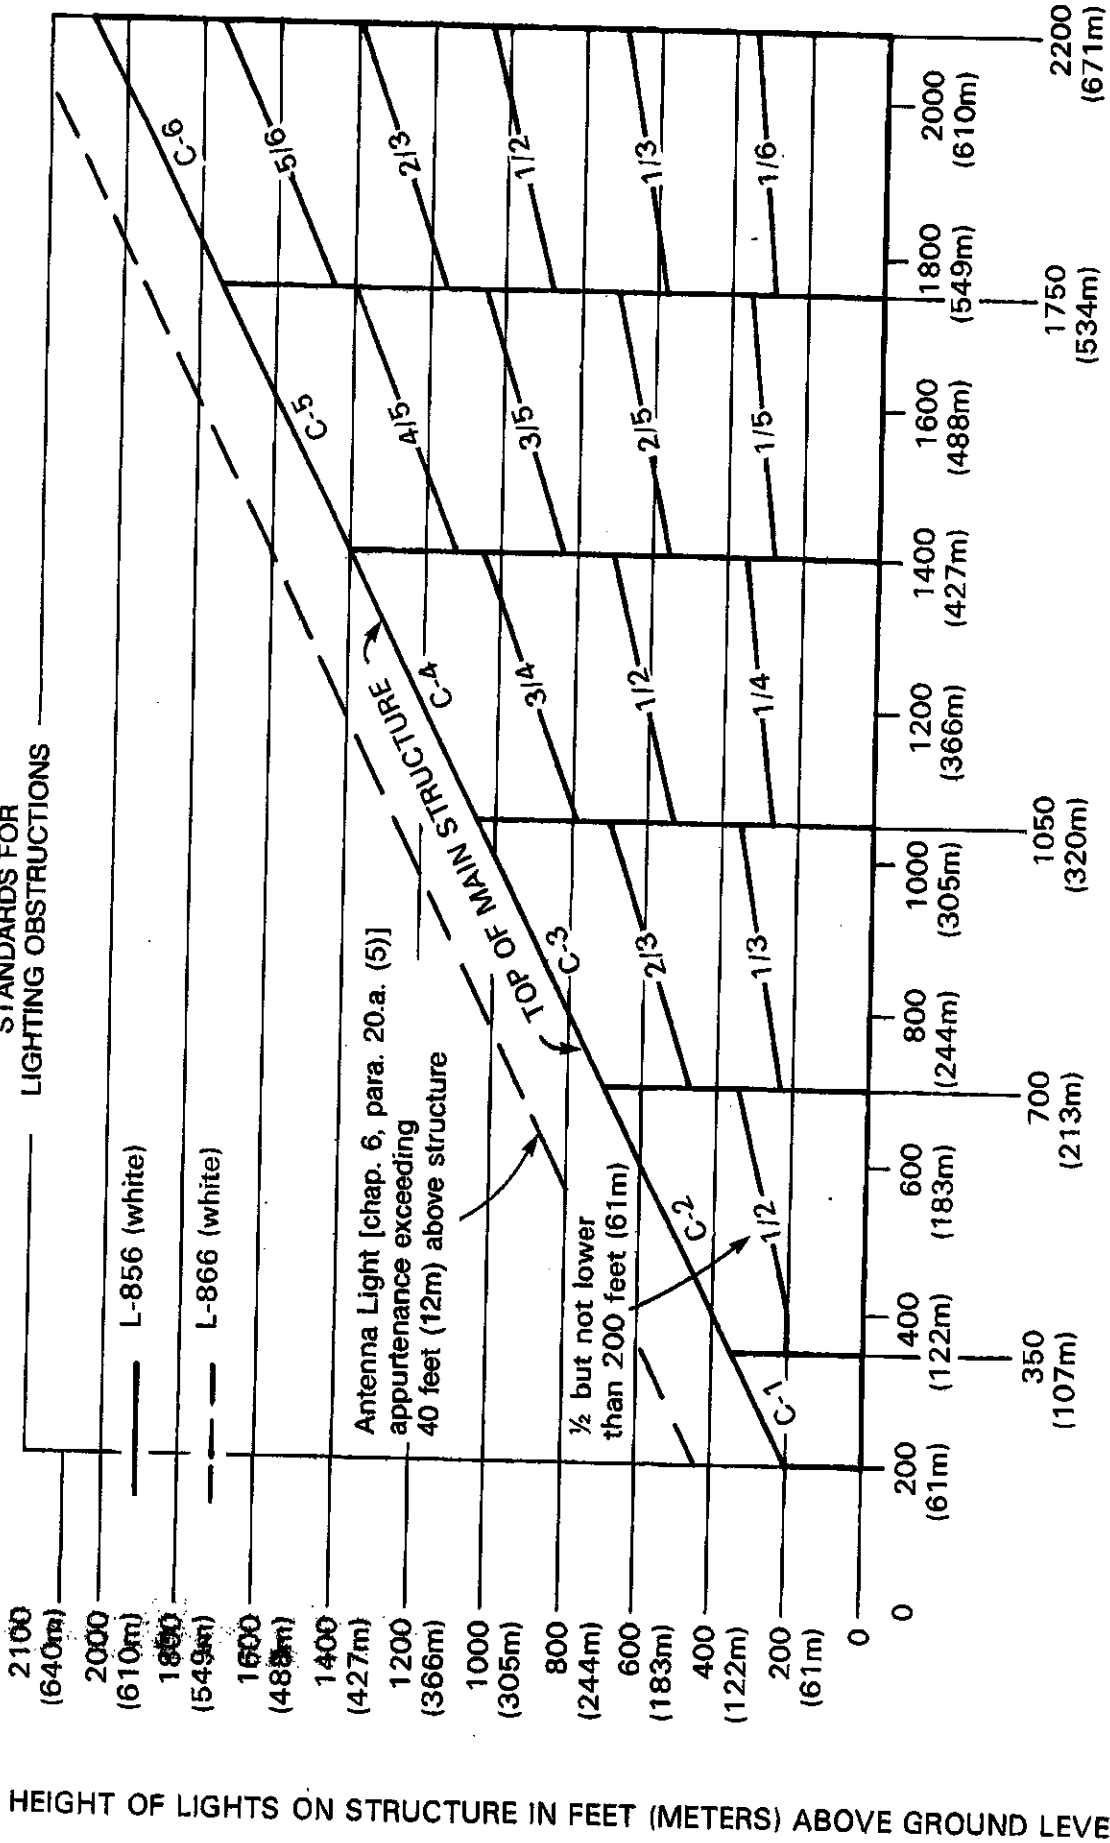 STANDARDS FOR
LIGHTING OBSTRUCTIONS
L-856 (white)
L-866 (white)
Antenna Light [chap. 6, para. 20.a. (5)]
appurtenance exceeding
40 feet (12m) above structure
½ but not lower
than 200 feet (61m)
TOP OF MAIN STRUCTURE
C-1
C-2
C-3
C-4
C-5
C-6
1/2
2/3
1/3
3/4
1/2
1/4
4/5
3/5
2/5
1/5
5/6
2/3
1/2
1/3
1/6
2100
(640m)
2000
(610m)
1800
(549m)
1600
(488m)
1400
(427m)
1200
(366m)
1000
(305m)
800
(244m)
600
(183m)
400
(122m)
200
(61m)
0
0
200
(61m)
350
(107m)
400
(122m)
600
(183m)
700
(213m)
800
(244m)
1000
(305m)
1050
(320m)
1200
(366m)
1400
(427m)
1600
(488m)
1750
(534m)
1800
(549m)
2000
(610m)
2200
(671m)
HEIGHT OF LIGHTS ON STRUCTURE IN FEET (METERS) ABOVE GROUND LEVE